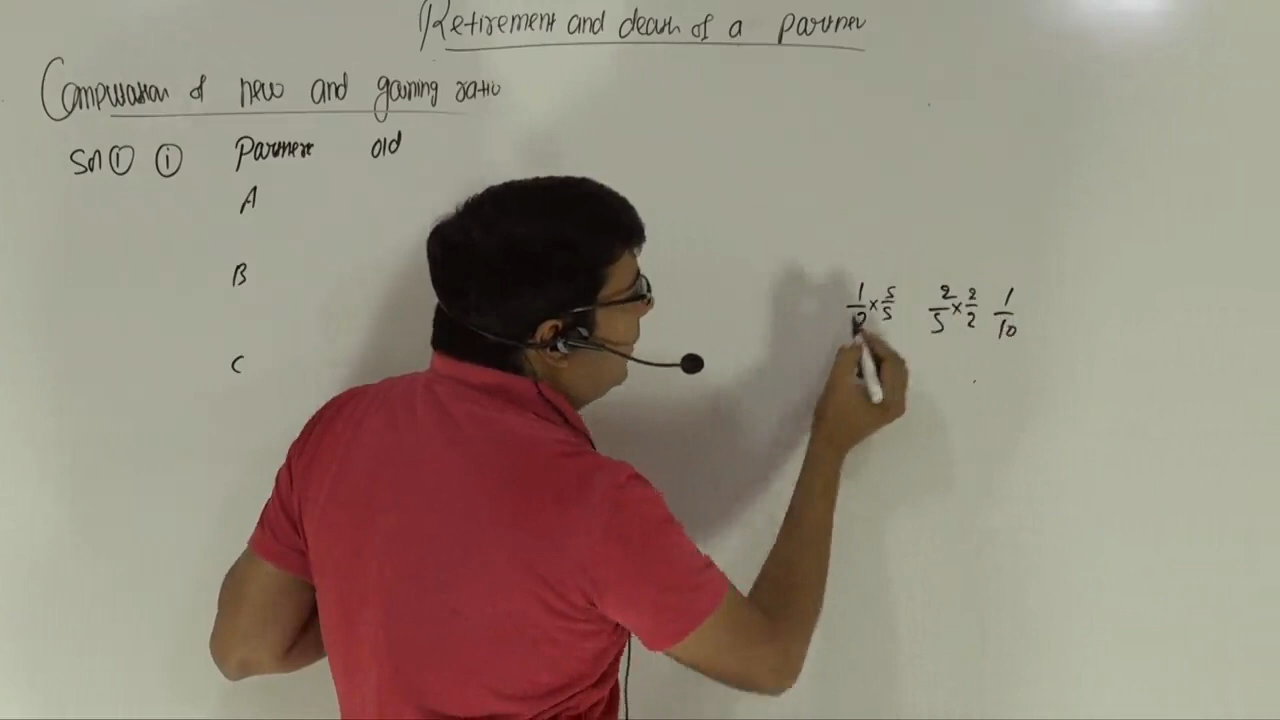 Retirement and death of a partner
Computation of new and gaining ratio
Sol ① ⓘ Partners old
A
B
C
1/2 × 5/5 2/5 × 2/2 1/10